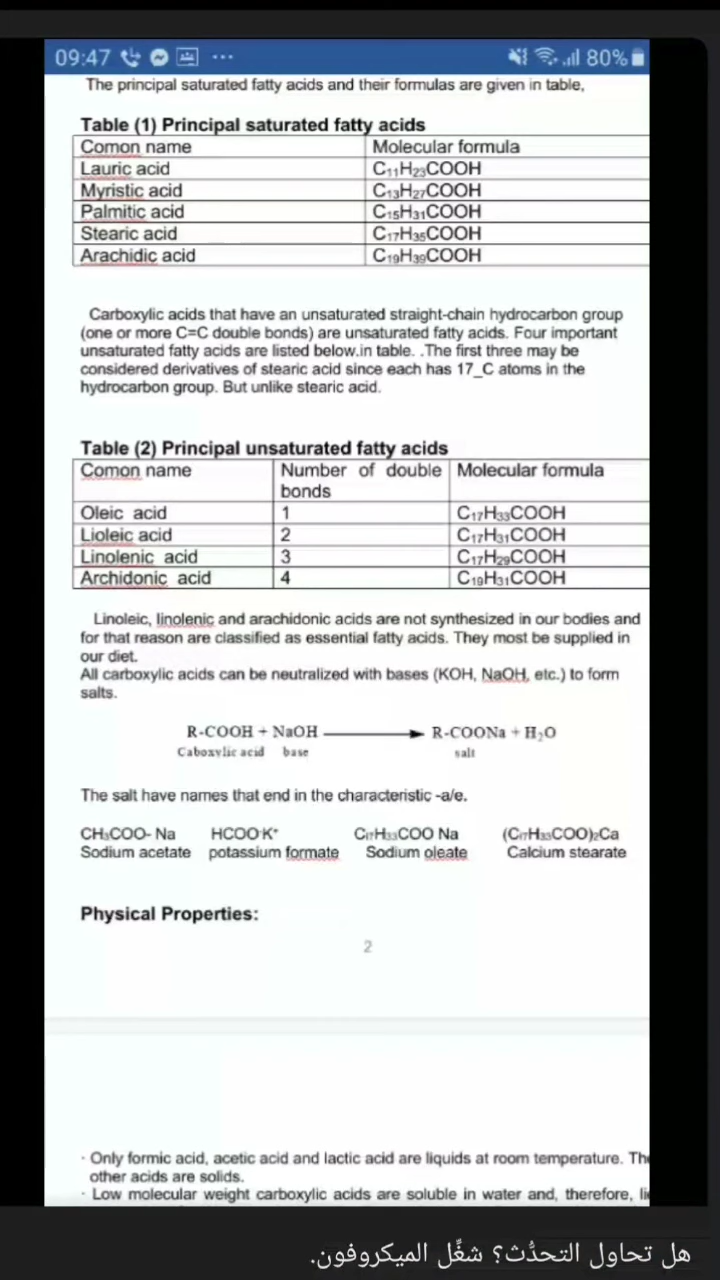 09:47 ... 80%
The principal saturated fatty acids and their formulas are given in table,
Table (1) Principal saturated fatty acids
Comon name Molecular formula
Lauric acid C₁₁H₂₃COOH
Myristic acid C₁₃H₂₇COOH
Palmitic acid C₁₅H₃₁COOH
Stearic acid C₁₇H₃₅COOH
Arachidic acid C₁₉H₃₉COOH
Carboxylic acids that have an unsaturated straight-chain hydrocarbon group
(one or more C=C double bonds) are unsaturated fatty acids. Four important
unsaturated fatty acids are listed below.in table. .The first three may be
considered derivatives of stearic acid since each has 17_C atoms in the
hydrocarbon group. But unlike stearic acid.
Table (2) Principal unsaturated fatty acids
Comon name Number of double Molecular formula
bonds
Oleic acid 1 C₁₇H₃₃COOH
Lioleic acid 2 C₁₇H₃₁COOH
Linolenic acid 3 C₁₇H₂₉COOH
Archidonic acid 4 C₁₉H₃₁COOH
Linoleic, linolenic and arachidonic acids are not synthesized in our bodies and
for that reason are classified as essential fatty acids. They most be supplied in
our diet.
All carboxylic acids can be neutralized with bases (KOH, NaOH, etc.) to form
salts.
R-COOH + NaOH → R-COONa + H₂O
Caboxylic acid base salt
The salt have names that end in the characteristic -a/e.
CH₃COO- Na HCOO⁻K⁺ C₁₇H₃₃COO Na (C₁₇H₃₅COO)₂Ca
Sodium acetate potassium formate Sodium oleate Calcium stearate
Physical Properties:
2
· Only formic acid, acetic acid and lactic acid are liquids at room temperature. The
other acids are solids.
· Low molecular weight carboxylic acids are soluble in water and, therefore, li
هل تحاول التحدُّث؟ شغِّل الميكروفون.